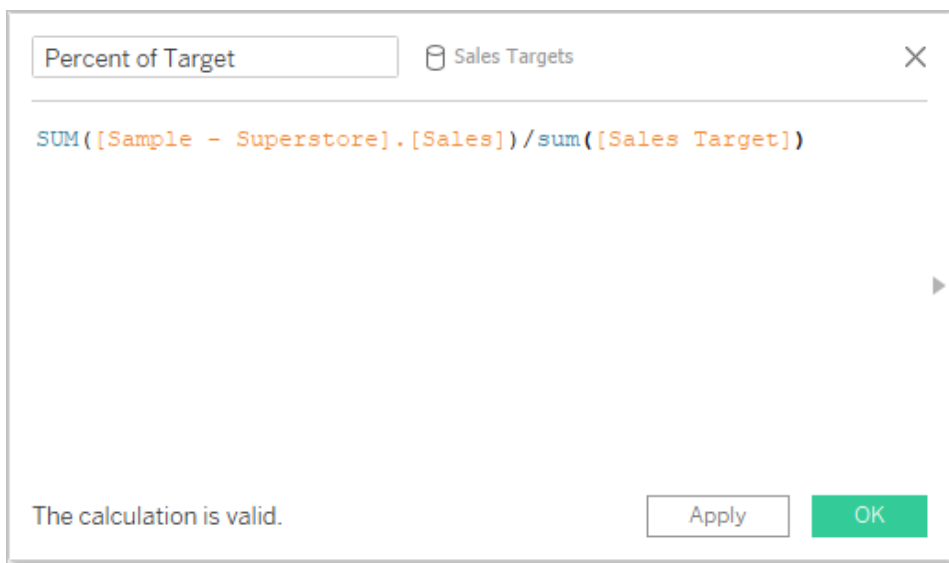 Percent of Target
Sales Targets
SUM([Sample - Superstore].[Sales])/sum([Sales Target])
The calculation is valid.
Apply
OK